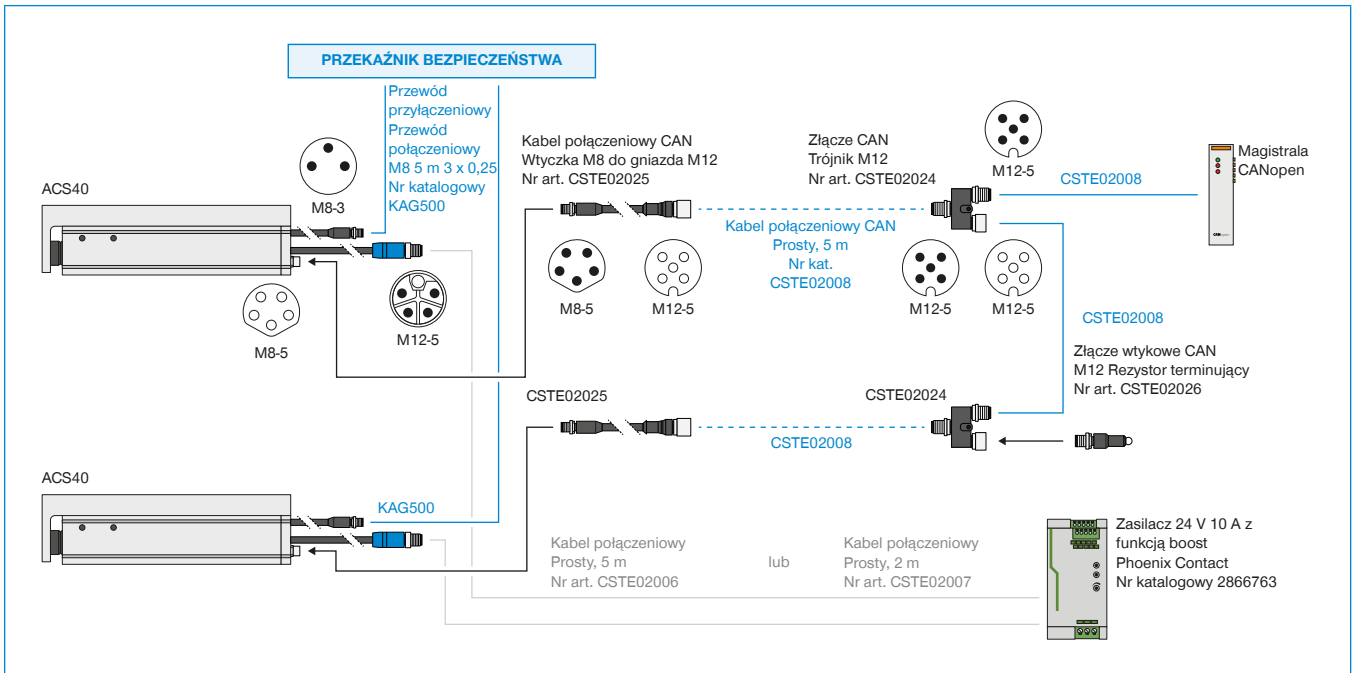 PRZEKAŹNIK BEZPIECZEŃSTWA
Przewód
przyłączeniowy
Przewód
połączeniowy
M8 5 m 3 x 0,25
Nr katalogowy
KAG500
M8-3
ACS40
M8-5
M12-5
Kabel połączeniowy CAN
Wtyczka M8 do gniazda M12
Nr art. CSTE02025
M8-5
M12-5
Kabel połączeniowy CAN
Prosty, 5 m
Nr kat.
CSTE02008
Złącze CAN
Trójnik M12
Nr art. CSTE02024
M12-5
M12-5
M12-5
CSTE02008
Magistrala
CANopen
CSTE02008
Złącze wtykowe CAN
M12 Rezystor terminujący
Nr art. CSTE02026
CSTE02025
CSTE02008
CSTE02024
ACS40
KAG500
Kabel połączeniowy
Prosty, 5 m
Nr art. CSTE02006
lub
Kabel połączeniowy
Prosty, 2 m
Nr art. CSTE02007
Zasilacz 24 V 10 A z
funkcją boost
Phoenix Contact
Nr katalogowy 2866763